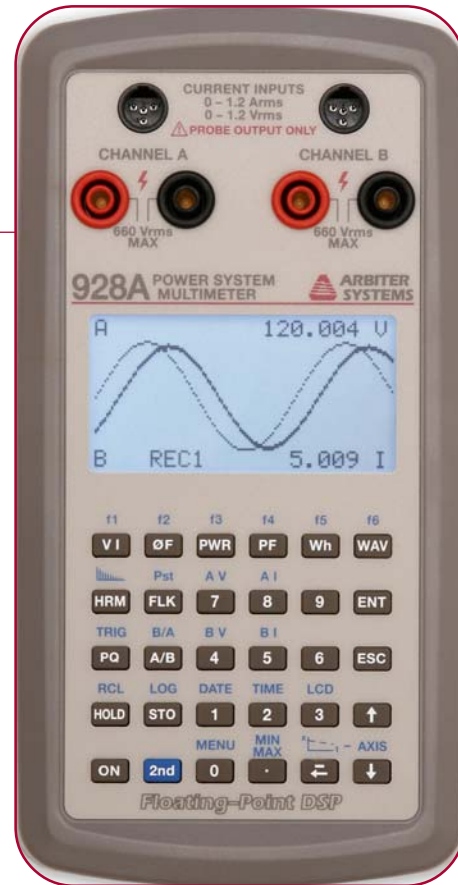 CURRENT INPUTS
0 – 1.2 Arms
0 – 1.2 Vrms
PROBE OUTPUT ONLY
CHANNEL A CHANNEL B
660 Vrms MAX 660 Vrms MAX
928A POWER SYSTEM MULTIMETER ARBITER SYSTEMS
A 120.004 V
B REC1 5.009 I
f1 f2 f3 f4 f5 f6
V I ØF PWR PF Wh WAV
Pst A V A I
HRM FLK 7 8 9 ENT
TRIG B/A B V B I
PQ A/B 4 5 6 ESC
RCL LOG DATE TIME LCD
HOLD STO 1 2 3 ↑
MENU MIN MAX AXIS
ON 2nd 0 . ↓
Floating-Point DSP